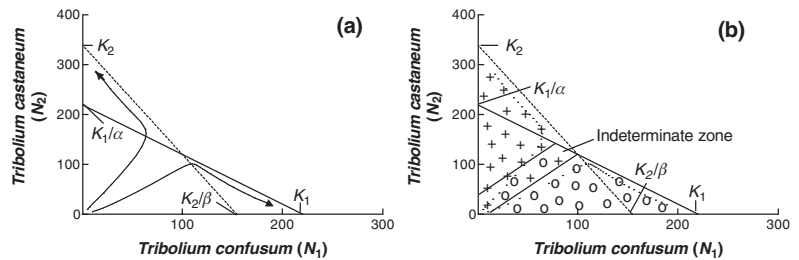 (a)
Tribolium castaneum
(N2)
400
300
200
100
0
K2
K1/α
K2/β
K1
0
100
200
300
Tribolium confusum (N1)
(b)
Tribolium castaneum
(N2)
400
300
200
100
0
K2
K1/α
Indeterminate zone
K2/β
K1
0
100
200
300
Tribolium confusum (N1)